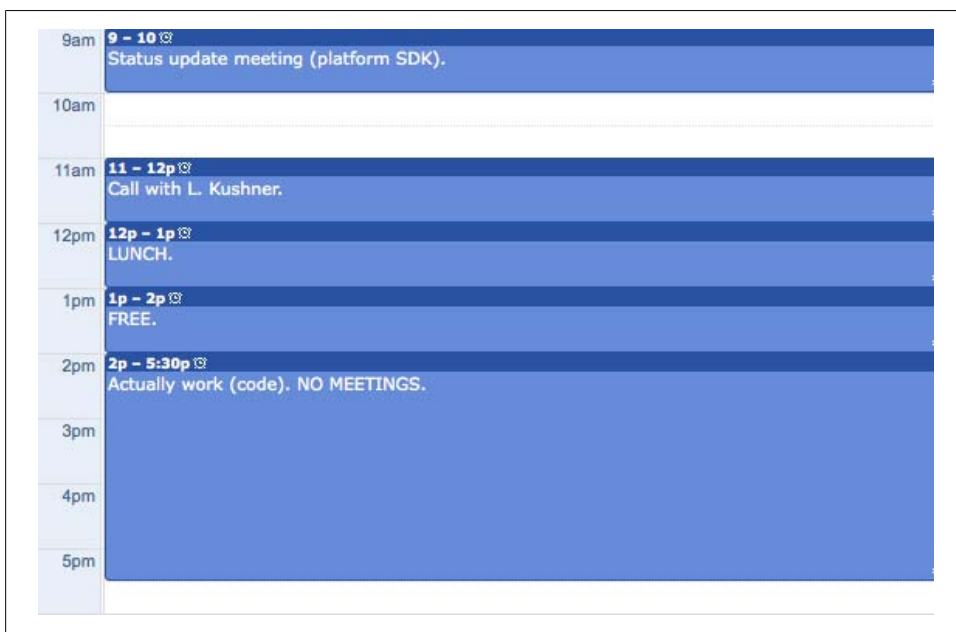 9am
9 – 10
Status update meeting (platform SDK).
10am
11am
11 – 12p
Call with L. Kushner.
12pm
12p – 1p
LUNCH.
1pm
1p – 2p
FREE.
2pm
2p – 5:30p
Actually work (code). NO MEETINGS.
3pm
4pm
5pm